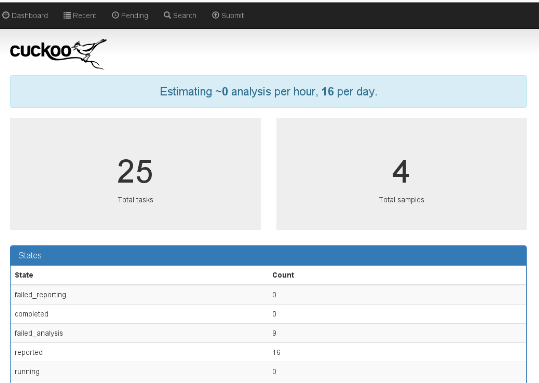 Dashboard Recent Pending Search Submit
cuckoo
Estimating ~0 analysis per hour, 16 per day.
25
Total tasks
4
Total samples
States
State Count
failed_reporting 0
completed 0
failed_analysis 9
reported 16
running 0